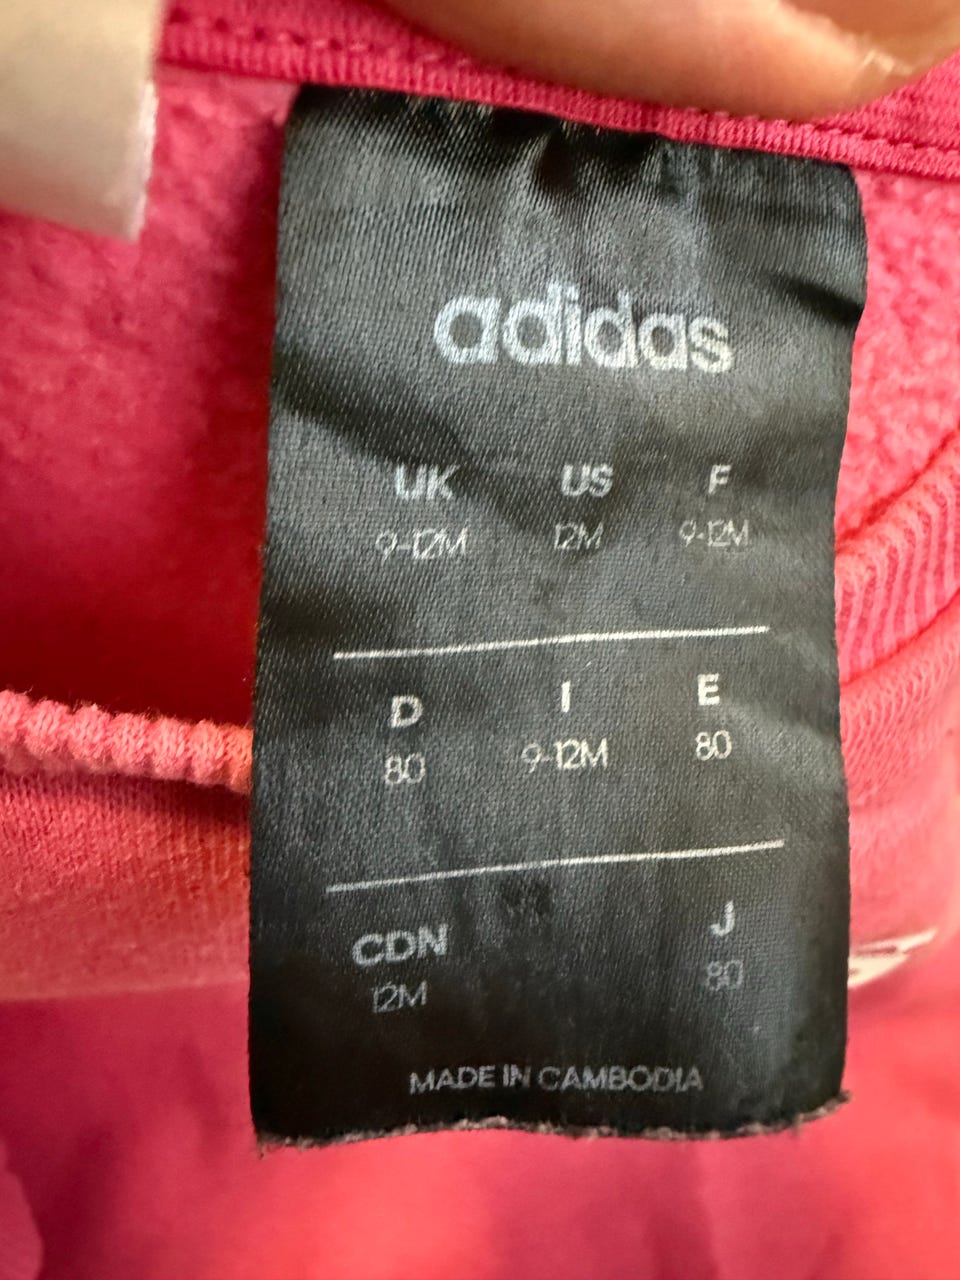 adidas
UK US F
9-12M 12M 9-12M
D I E
80 9-12M 80
CDN J
12M 80
MADE IN CAMBODIA